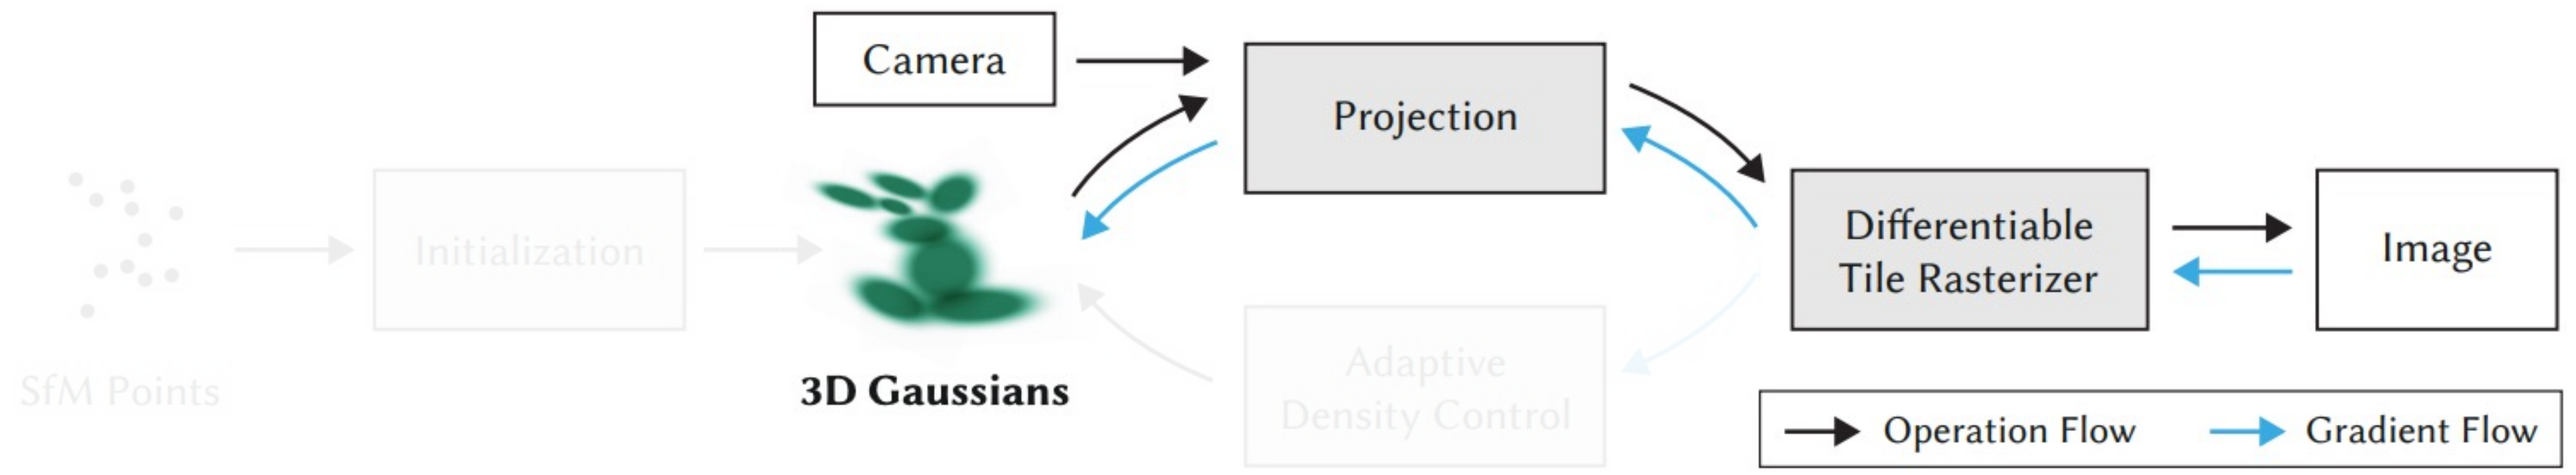 Camera
Projection
Differentiable
Tile Rasterizer
Image
Initialization
SfM Points
3D Gaussians
Adaptive
Density Control
Operation Flow
Gradient Flow